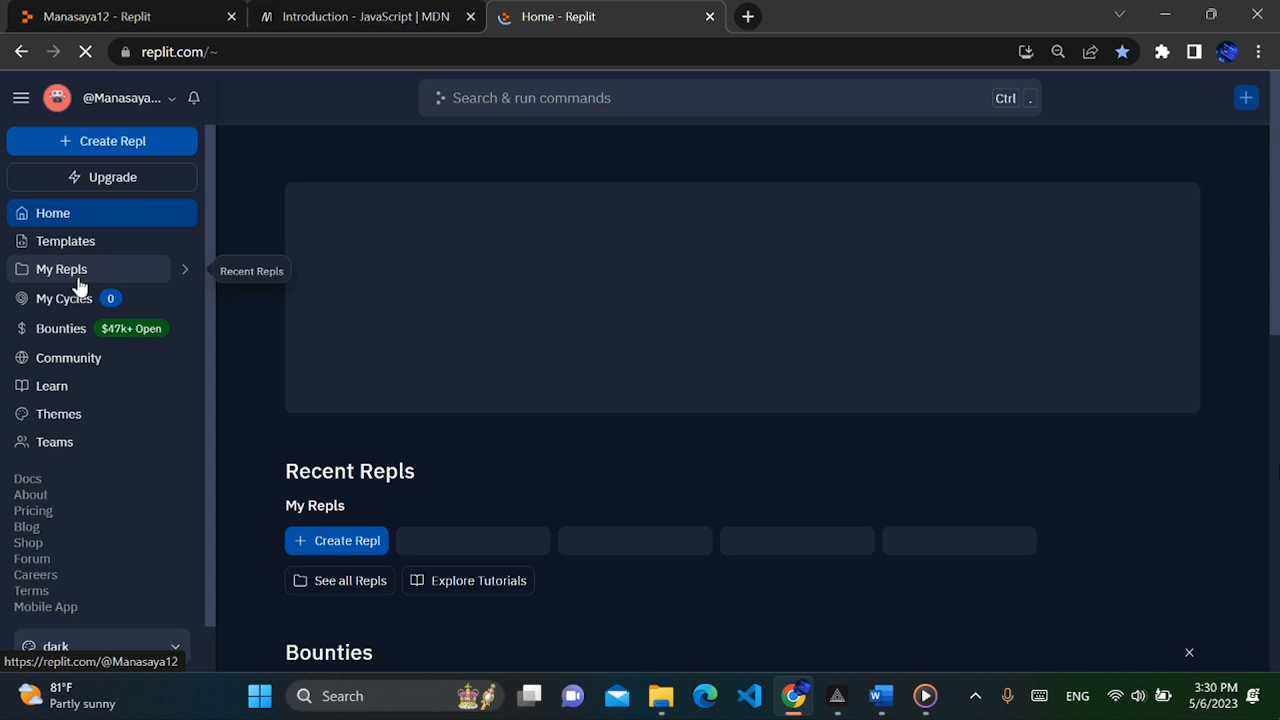 Manasaya12 - Replit
Introduction - JavaScript | MDN
Home - Replit
replit.com/~
@Manasaya...
Search & run commands
Ctrl .
Create Repl
Upgrade
Home
Templates
My Repls
Recent Repls
My Cycles 0
Bounties $47k+ Open
Community
Learn
Themes
Teams
Docs
About
Pricing
Blog
Shop
Forum
Careers
Terms
Mobile App
dark
https://replit.com/@Manasaya12
Recent Repls
My Repls
Create Repl
See all Repls
Explore Tutorials
Bounties
81°F
Partly sunny
Search
ENG
3:30 PM
5/6/2023